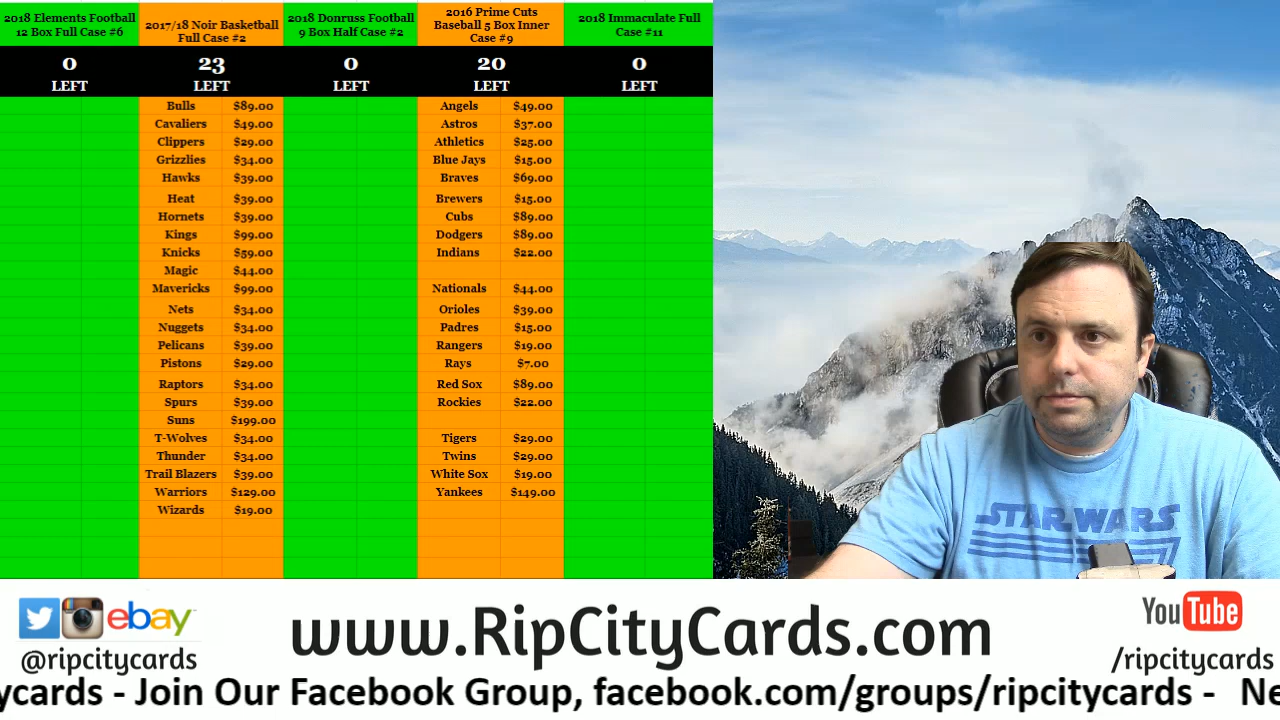 2018 Elements Football
12 Box Full Case #6
2017/18 Noir Basketball
Full Case #2
2018 Donruss Football
9 Box Half Case #2
2016 Prime Cuts
Baseball 5 Box Inner
Case #9
2018 Immaculate Full
Case #11
0 23 0 20 0
LEFT LEFT LEFT LEFT LEFT
Bulls $89.00 Angels $49.00
Cavaliers $49.00 Astros $37.00
Clippers $29.00 Athletics $25.00
Grizzlies $34.00 Blue Jays $15.00
Hawks $39.00 Braves $69.00
Heat $39.00 Brewers $15.00
Hornets $39.00 Cubs $89.00
Kings $99.00 Dodgers $89.00
Knicks $59.00 Indians $22.00
Magic $44.00
Mavericks $99.00 Nationals $44.00
Nets $34.00 Orioles $39.00
Nuggets $34.00 Padres $15.00
Pelicans $39.00 Rangers $19.00
Pistons $29.00 Rays $7.00
Raptors $34.00 Red Sox $89.00
Spurs $39.00 Rockies $22.00
Suns $199.00
T-Wolves $34.00 Tigers $29.00
Thunder $34.00 Twins $29.00
Trail Blazers $39.00 White Sox $19.00
Warriors $129.00 Yankees $149.00
Wizards $19.00
STAR WARS
ebay
@ripcitycards
www.RipCityCards.com
YouTube
/ripcitycards
ycards - Join Our Facebook Group, facebook.com/groups/ripcitycards - Ne